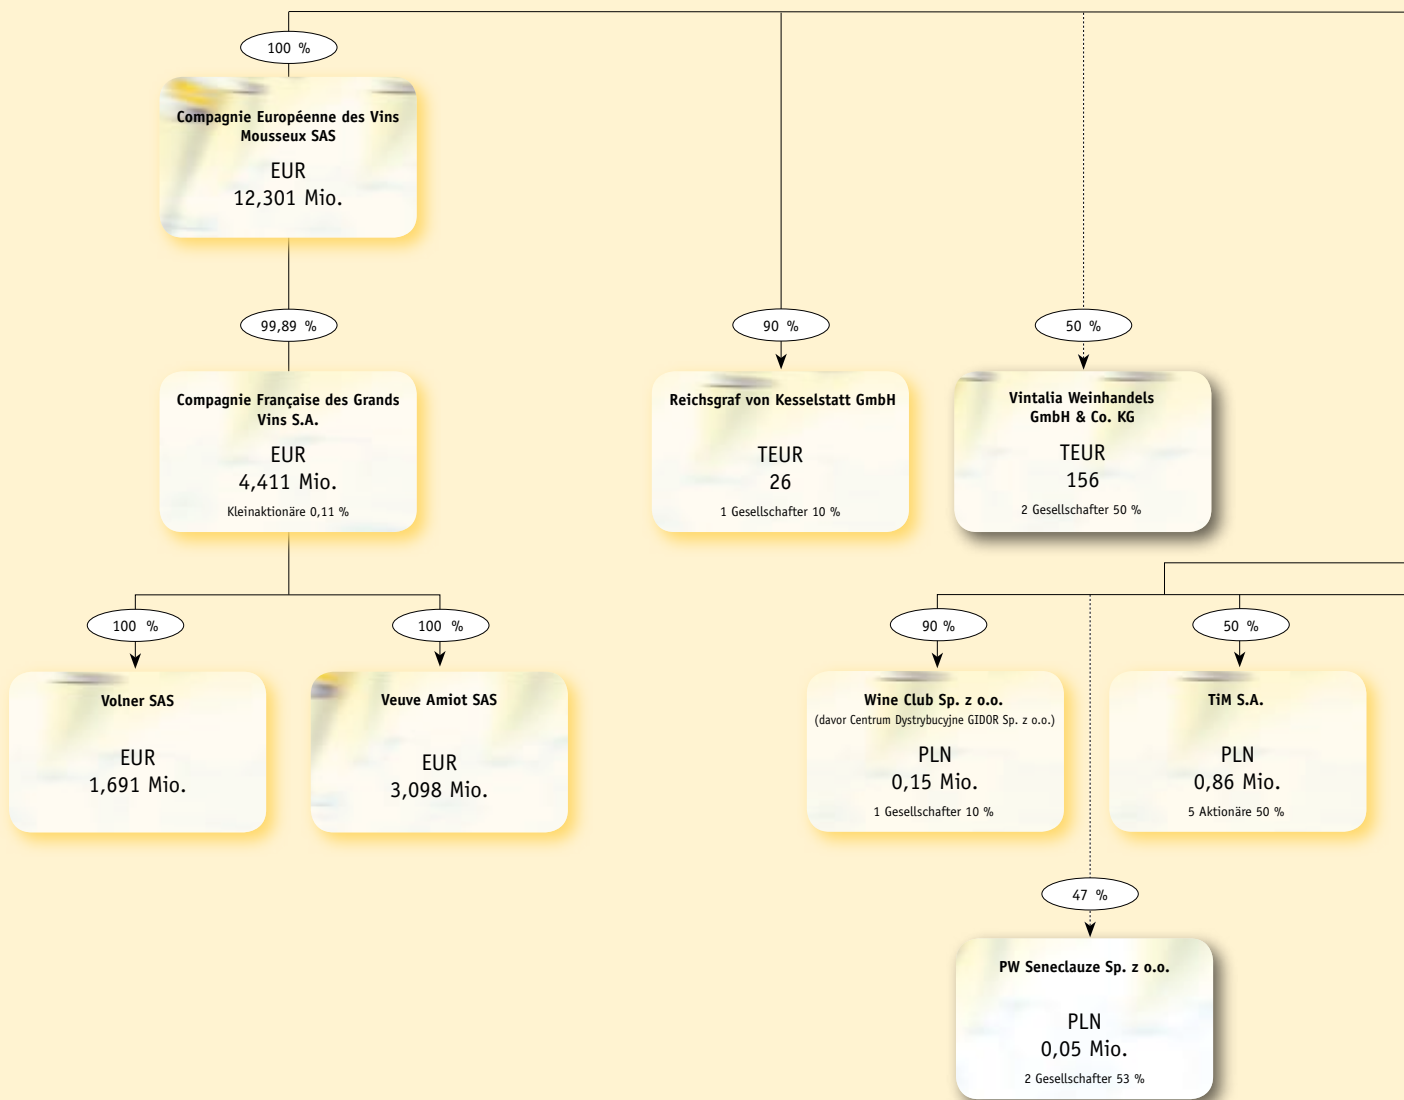 100 %
Compagnie Européenne des Vins
Mousseux SAS
EUR
12,301 Mio.
99,89 %
90 %
50 %
Compagnie Française des Grands
Vins S.A.
EUR
4,411 Mio.
Kleinaktionäre 0,11 %
Reichsgraf von Kesselstatt GmbH
TEUR
26
1 Gesellschafter 10 %
Vintalia Weinhandels
GmbH & Co. KG
TEUR
156
2 Gesellschafter 50 %
100 %
100 %
90 %
50 %
Volner SAS
EUR
1,691 Mio.
Veuve Amiot SAS
EUR
3,098 Mio.
Wine Club Sp. z o.o.
(davor Centrum Dystrybucyjne GIDOR Sp. z o.o.)
PLN
0,15 Mio.
1 Gesellschafter 10 %
TiM S.A.
PLN
0,86 Mio.
5 Aktionäre 50 %
47 %
PW Seneclauze Sp. z o.o.
PLN
0,05 Mio.
2 Gesellschafter 53 %